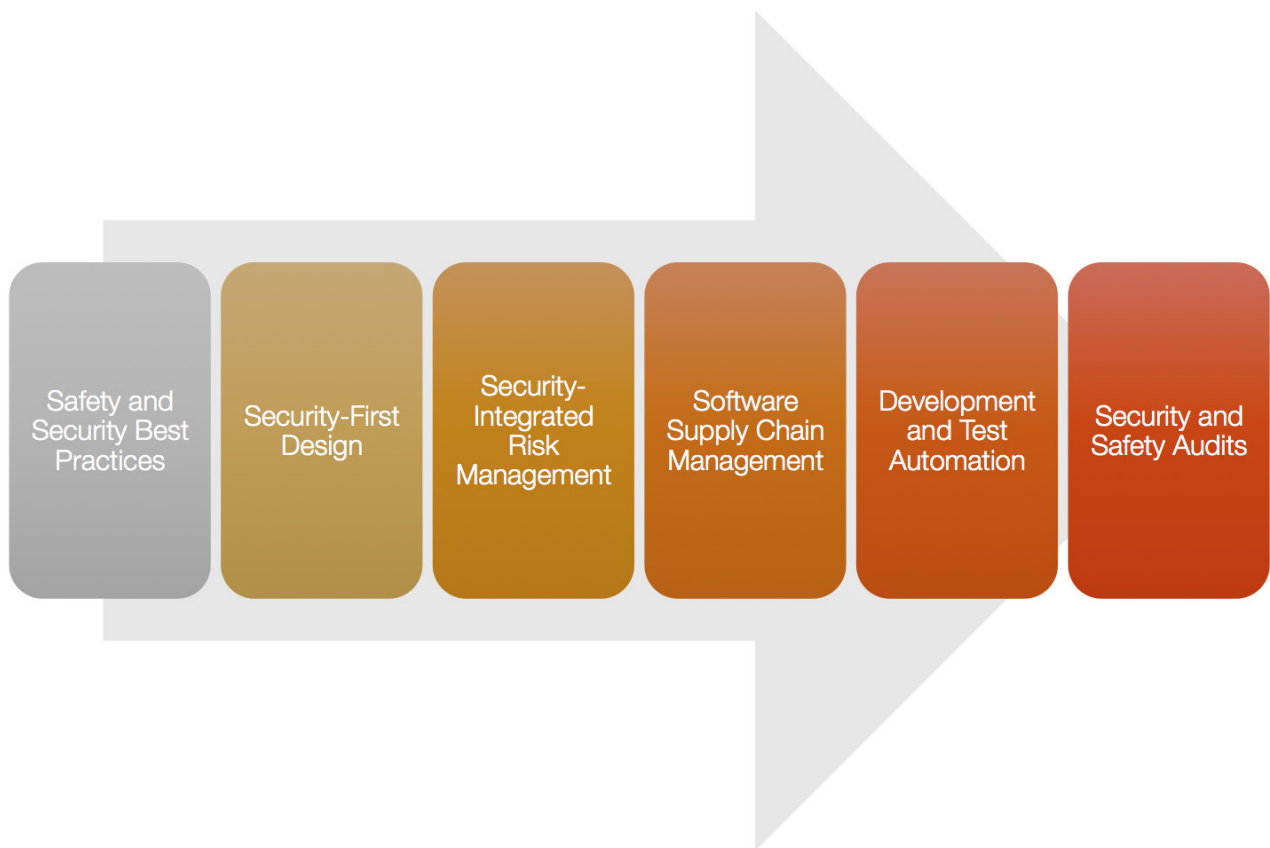 Safety and
Security Best
Practices
Security-First
Design
Security-
Integrated
Risk
Management
Software
Supply Chain
Management
Development
and Test
Automation
Security and
Safety Audits